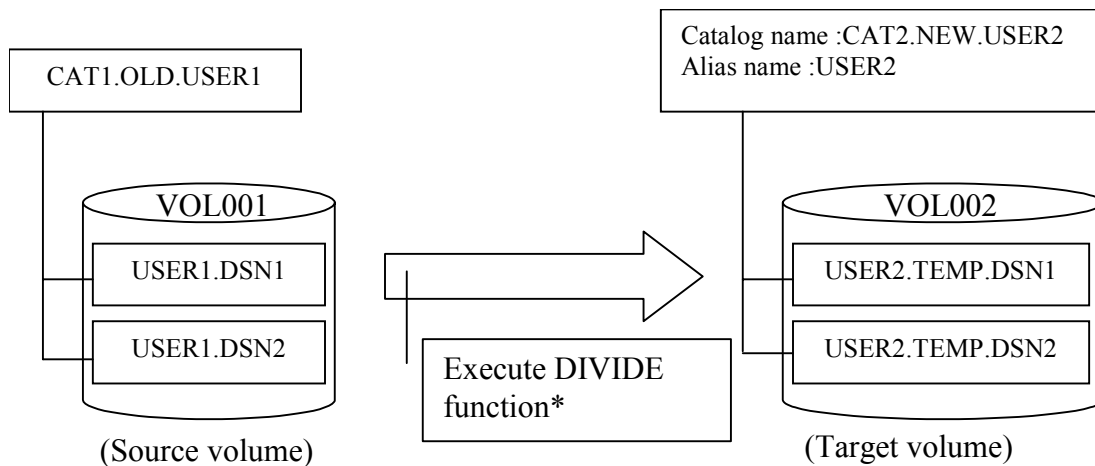 CAT1.OLD.USER1
Catalog name :CAT2.NEW.USER2
Alias name :USER2
VOL001
USER1.DSN1
USER1.DSN2
(Source volume)
Execute DIVIDE
function*
VOL002
USER2.TEMP.DSN1
USER2.TEMP.DSN2
(Target volume)